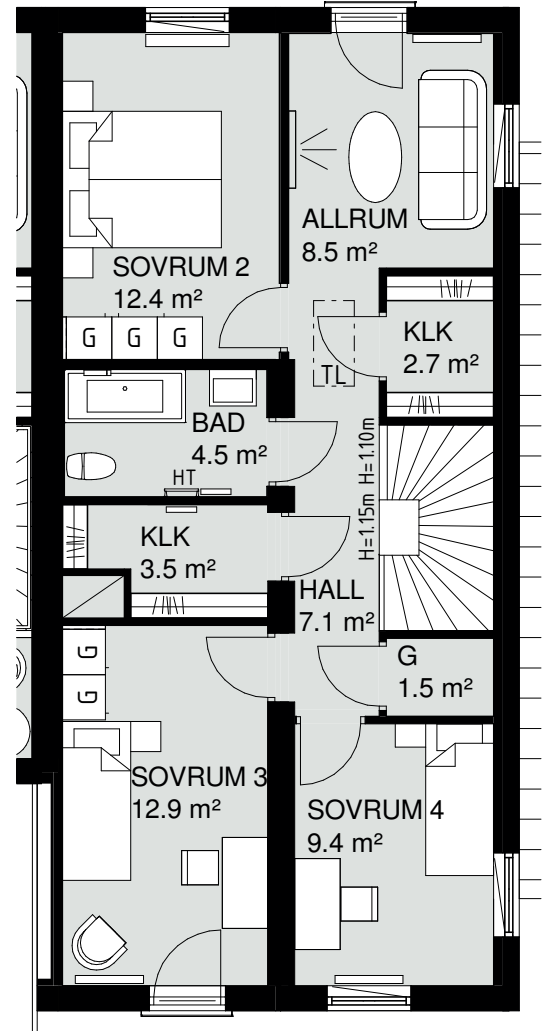 ALLRUM
8.5 m²
SOVRUM 2
12.4 m²
G G G
KLK
2.7 m²
TL
BAD
4.5 m²
HT
H=1.15m H=1.10m
KLK
3.5 m²
HALL
7.1 m²
G
G
G
1.5 m²
SOVRUM 3
12.9 m²
SOVRUM 4
9.4 m²